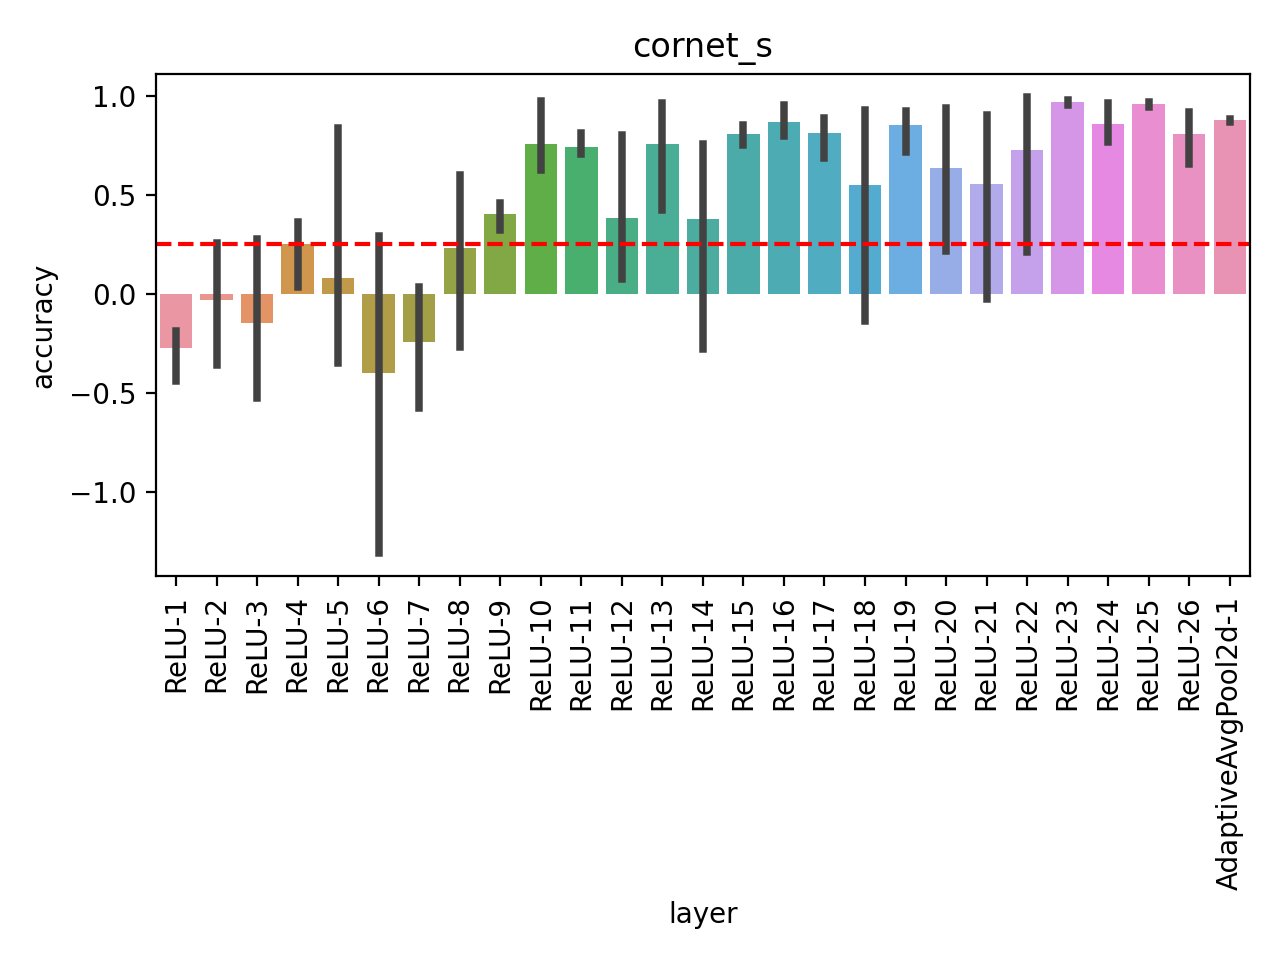 cornet_s
accuracy
1.0
0.5
0.0
−0.5
−1.0
ReLU-1
ReLU-2
ReLU-3
ReLU-4
ReLU-5
ReLU-6
ReLU-7
ReLU-8
ReLU-9
ReLU-10
ReLU-11
ReLU-12
ReLU-13
ReLU-14
ReLU-15
ReLU-16
ReLU-17
ReLU-18
ReLU-19
ReLU-20
ReLU-21
ReLU-22
ReLU-23
ReLU-24
ReLU-25
ReLU-26
AdaptiveAvgPool2d-1
layer